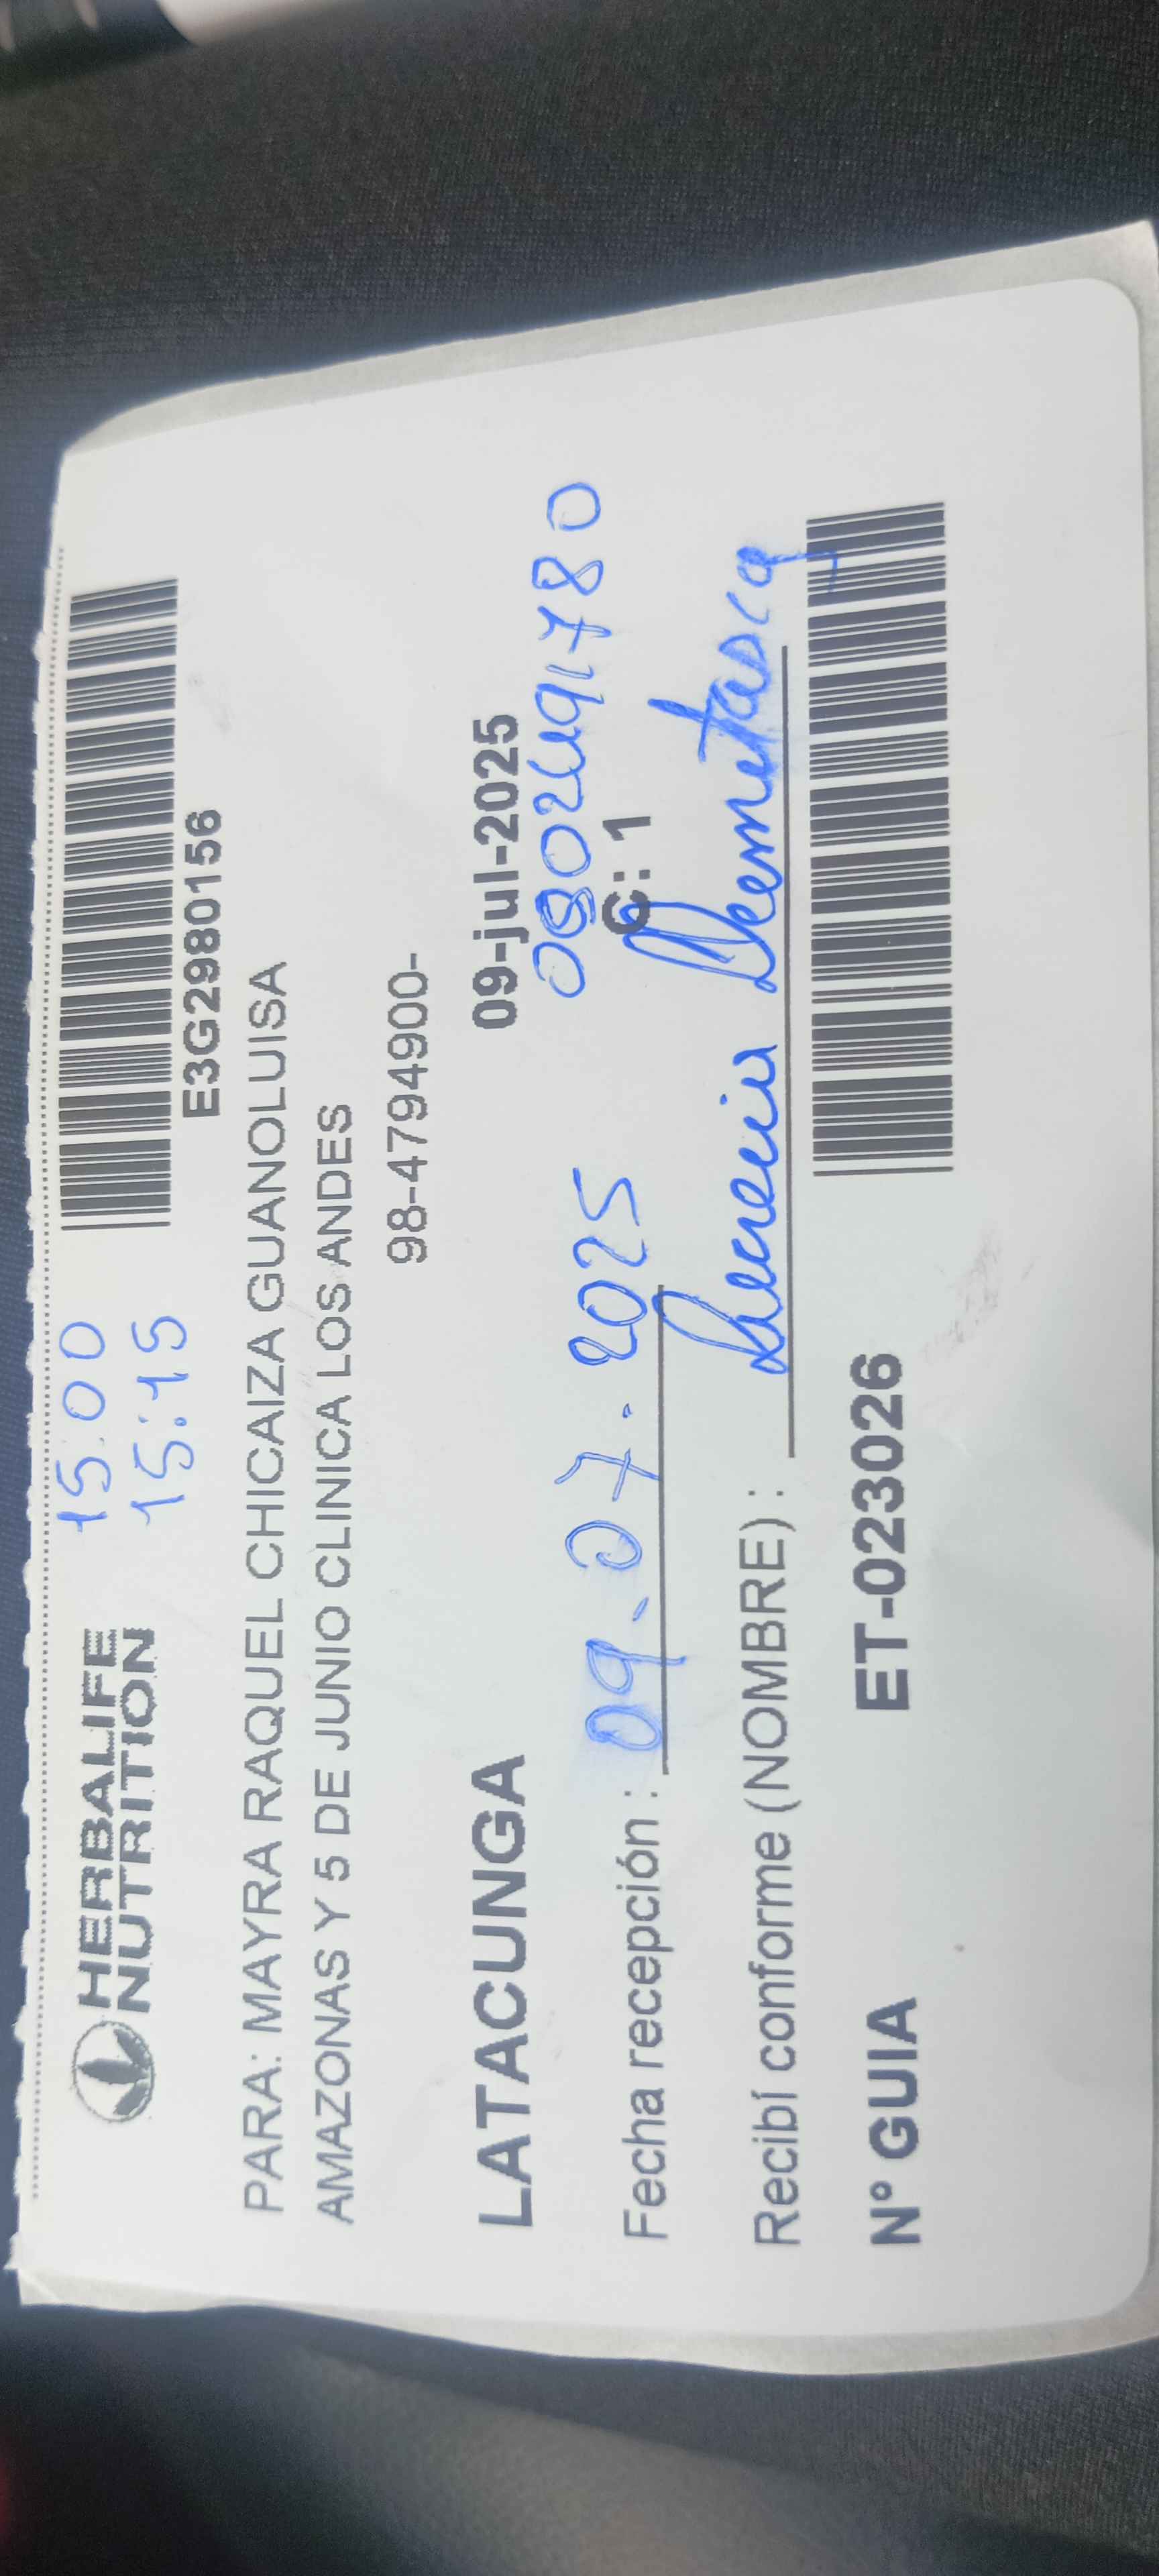 HERBALIFE
NUTRITION
15:00
15:15
E3G2980156
PARA: MAYRA RAQUEL CHICAIZA GUANOLUISA
AMAZONAS Y 5 DE JUNIO CLINICA LOS ANDES
98-4794900-
LATACUNGA 09-jul-2025
C: 1
Fecha recepción : 09.07.2025
Recibí conforme (NOMBRE) :
N° GUIA ET-023026